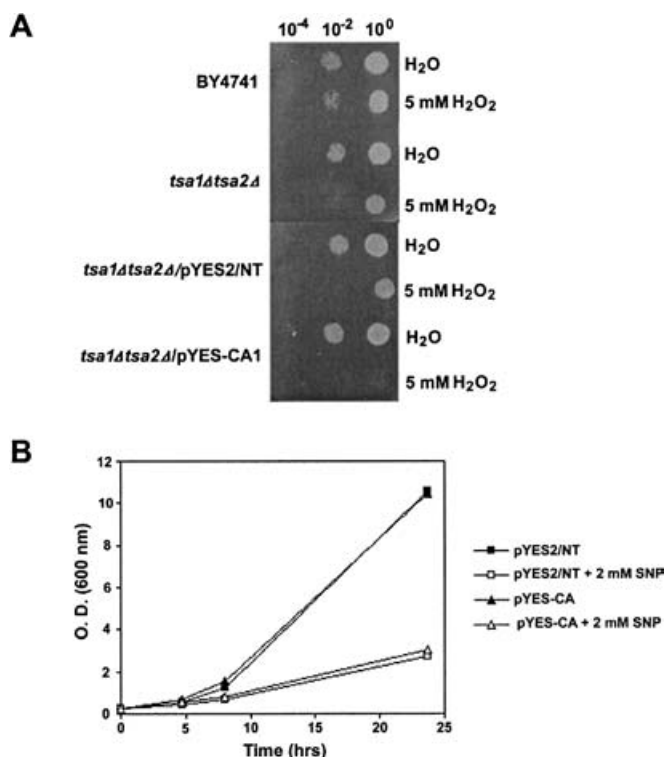 A
10⁻⁴ 10⁻² 10⁰
BY4741
H₂O
5 mM H₂O₂
tsa1Δtsa2Δ
H₂O
5 mM H₂O₂
tsa1Δtsa2Δ/pYES2/NT
H₂O
5 mM H₂O₂
tsa1Δtsa2Δ/pYES-CA1
H₂O
5 mM H₂O₂
B
O. D. (600 nm)
12
10
8
6
4
2
0
0 5 10 15 20 25
Time (hrs)
pYES2/NT
pYES2/NT + 2 mM SNP
pYES-CA
pYES-CA + 2 mM SNP